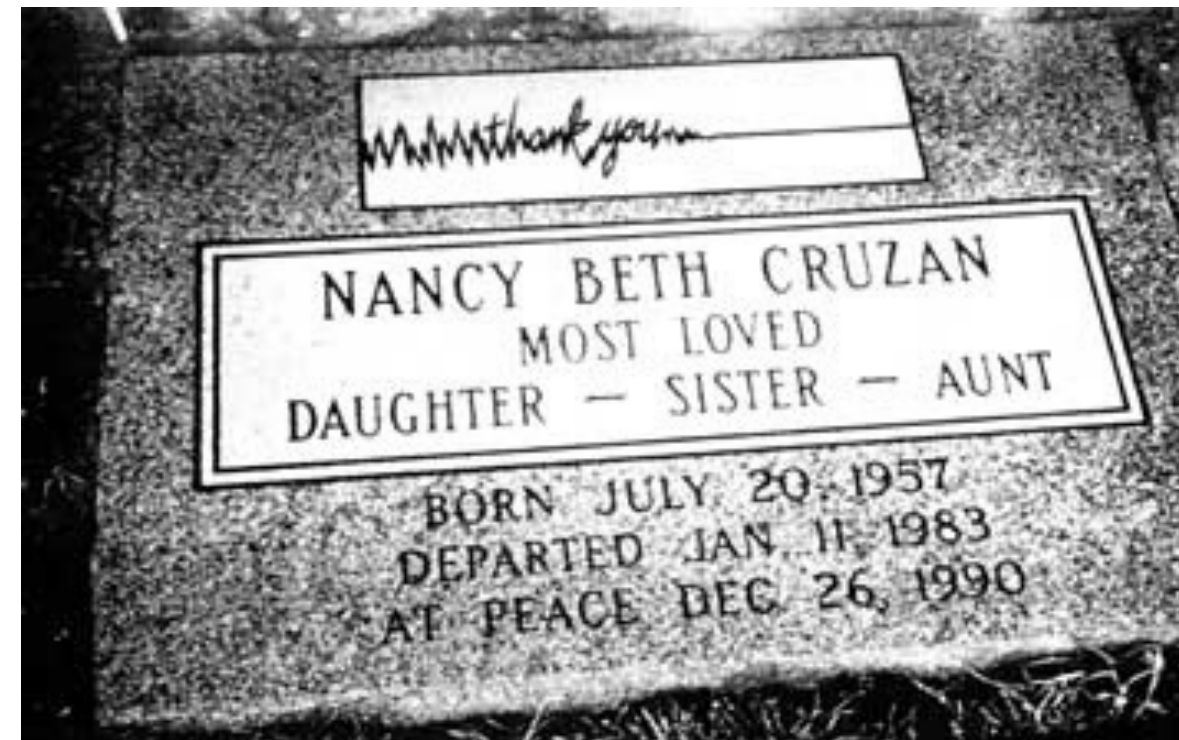 thank you
NANCY BETH CRUZAN
MOST LOVED
DAUGHTER — SISTER — AUNT
BORN JULY 20, 1957
DEPARTED JAN. 11, 1983
AT PEACE DEC. 26, 1990